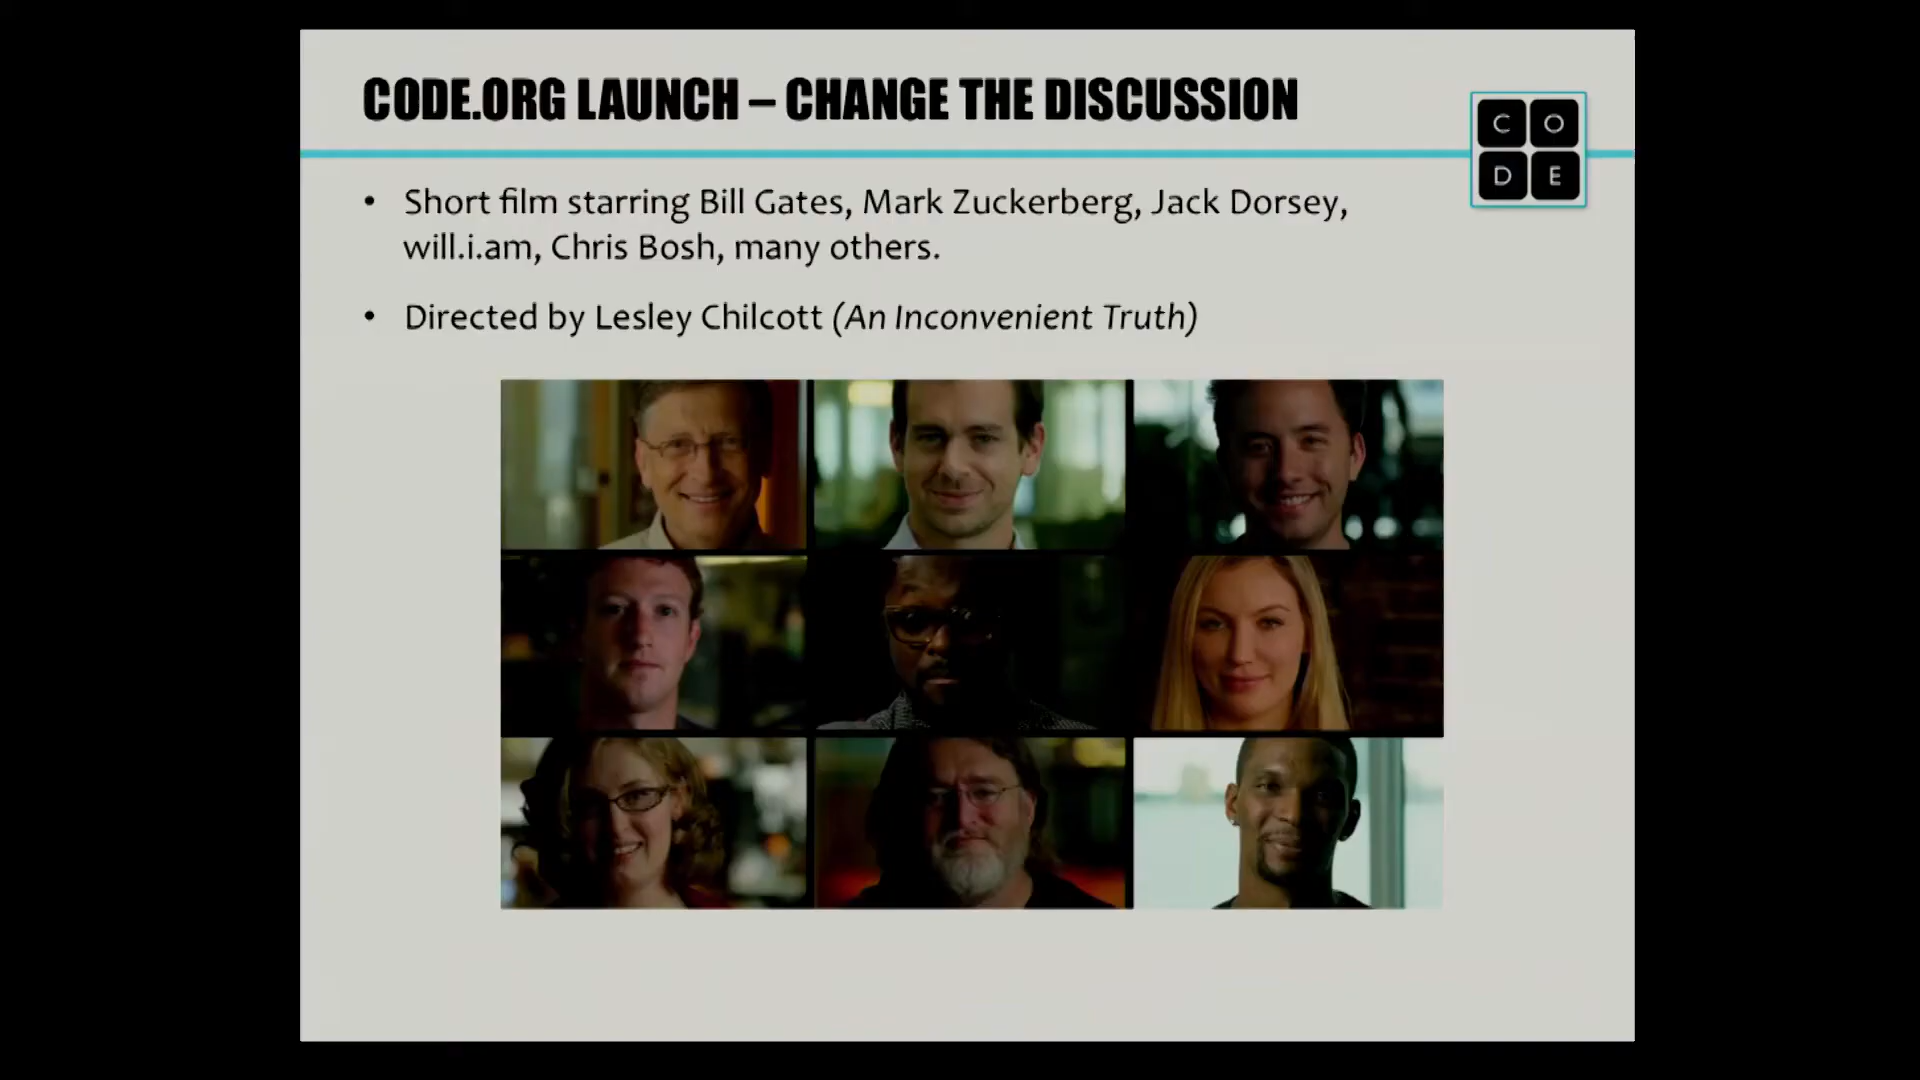 CODE.ORG LAUNCH – CHANGE THE DISCUSSION
C O
D E
• Short film starring Bill Gates, Mark Zuckerberg, Jack Dorsey,
will.i.am, Chris Bosh, many others.
• Directed by Lesley Chilcott (An Inconvenient Truth)